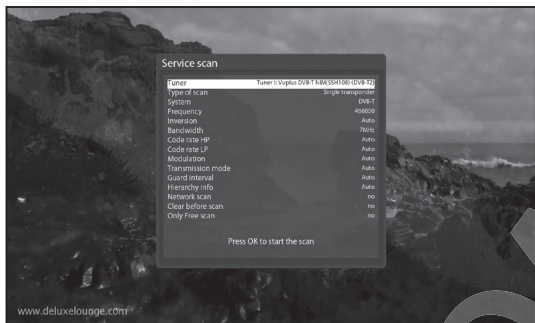 Service scan
Tuner Tuner I: Vuplus DVB-T NIM(SSH108) (DVB-T2)
Type of scan Single transponder
System DVB-T
Frequency 466000
Inversion Auto
Bandwidth 7MHz
Code rate HP Auto
Code rate LP Auto
Modulation Auto
Transmission mode Auto
Guard interval Auto
Hierarchy info Auto
Network scan no
Clear before scan no
Only Free scan no
Press OK to start the scan
www.deluxelounge.com